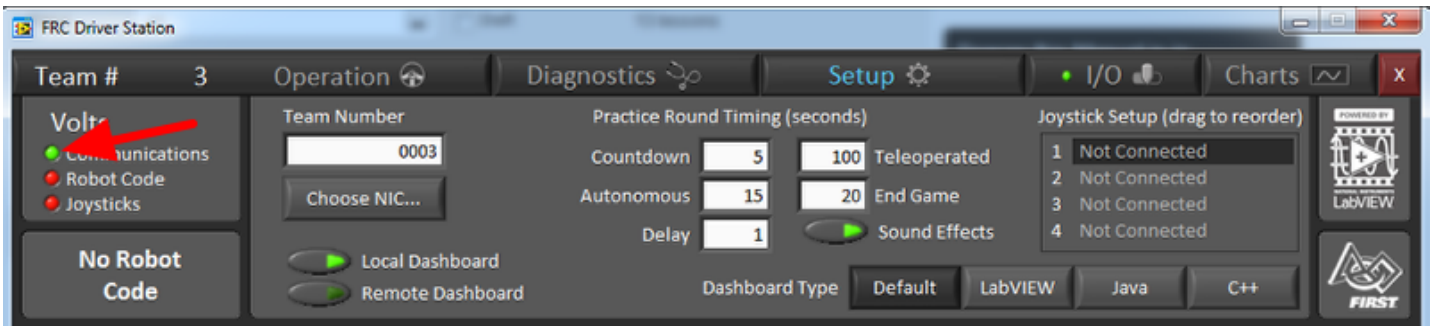 FRC Driver Station
Team # 3 Operation Diagnostics Setup I/O Charts X
Volts
Communications
Robot Code
Joysticks
No Robot
Code
Team Number
0003
Choose NIC...
Local Dashboard
Remote Dashboard
Practice Round Timing (seconds)
Countdown 5 100 Teleoperated
Autonomous 15 20 End Game
Delay 1 Sound Effects
Dashboard Type Default LabVIEW Java C++
Joystick Setup (drag to reorder)
1 Not Connected
2 Not Connected
3 Not Connected
4 Not Connected
POWERED BY
NATIONAL INSTRUMENTS
LabVIEW
FIRST